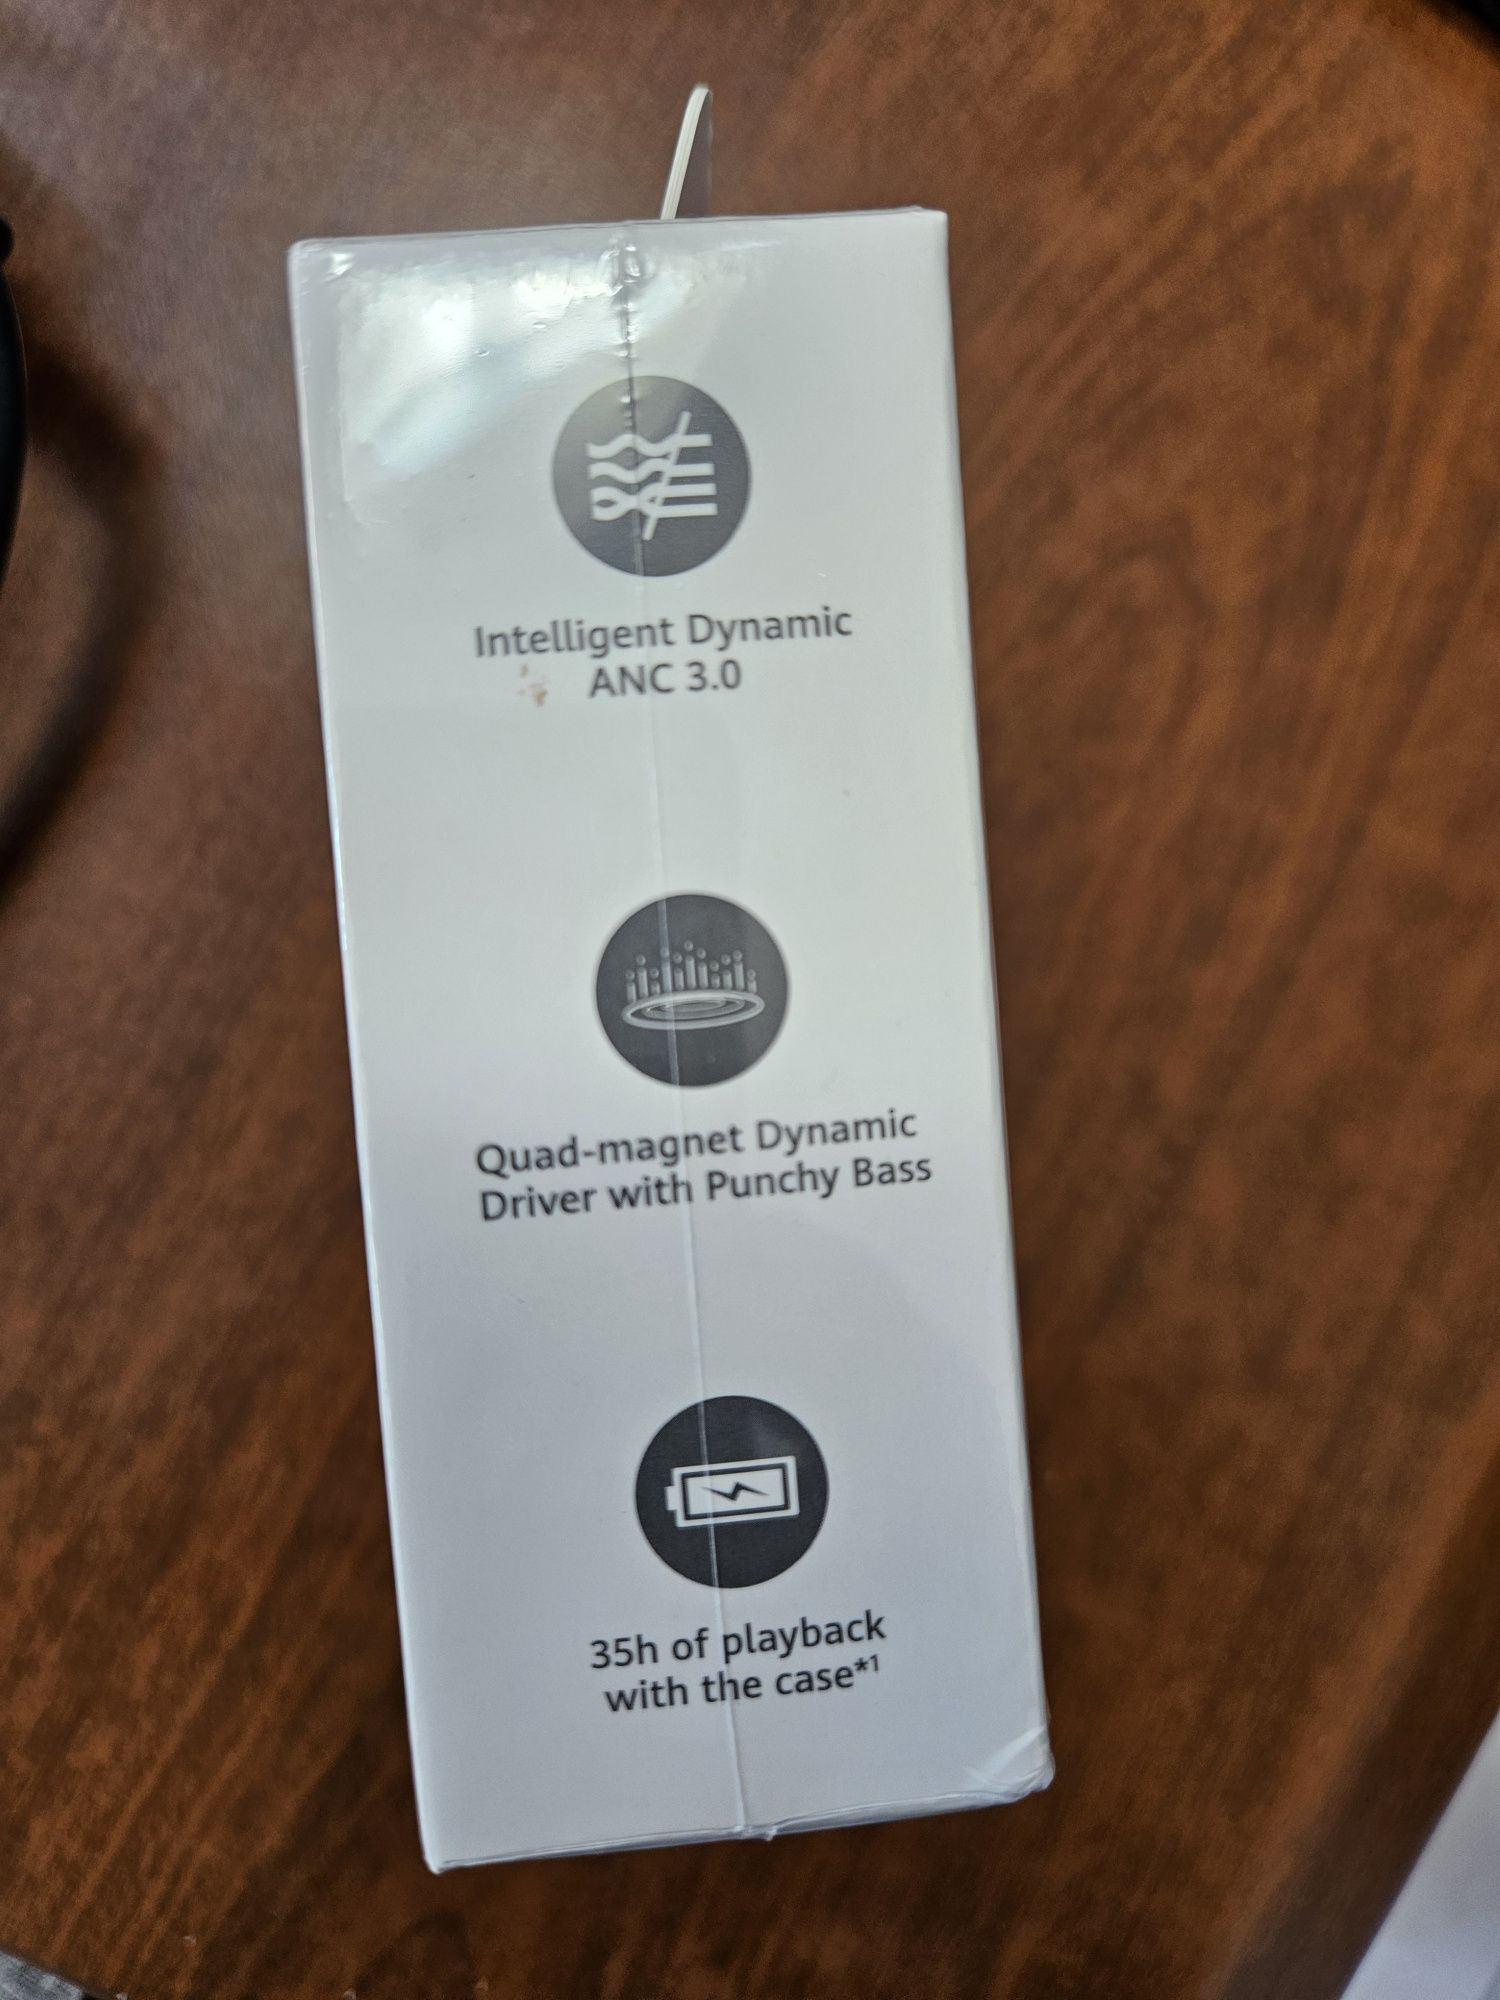 Intelligent Dynamic
ANC 3.0
Quad-magnet Dynamic
Driver with Punchy Bass
35h of playback
with the case*¹